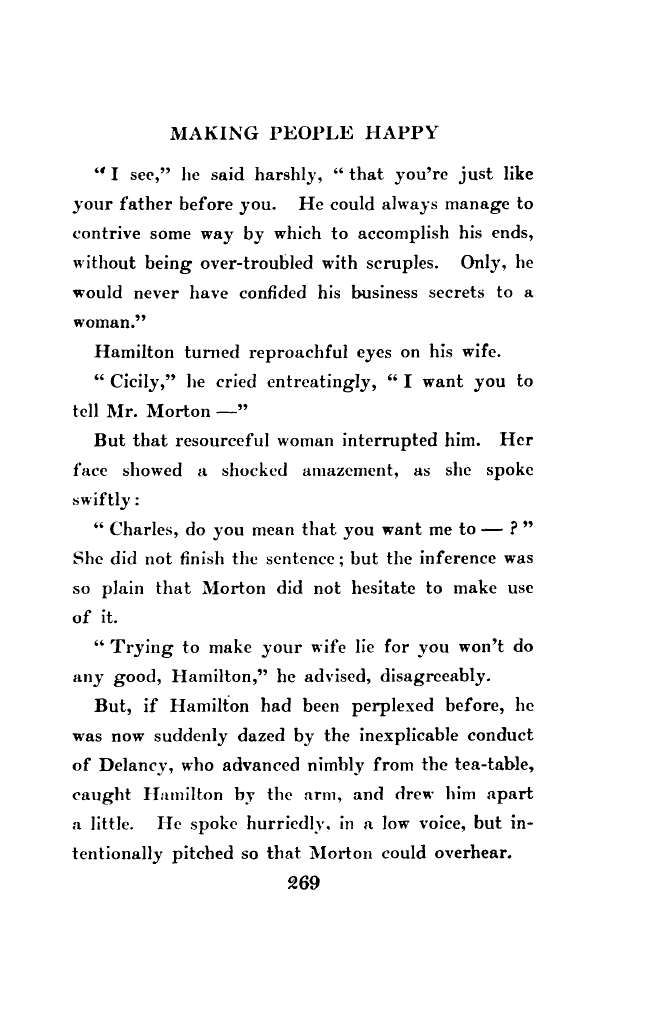 MAKING PEOPLE HAPPY
“I see,” he said harshly, “that you’re just like
your father before you. He could always manage to
contrive some way by which to accomplish his ends,
without being over-troubled with scruples. Only, he
would never have confided his business secrets to a
woman.”
Hamilton turned reproachful eyes on his wife.
“Cicily,” he cried entreatingly, “I want you to
tell Mr. Morton —”
But that resourceful woman interrupted him. Her
face showed a shocked amazement, as she spoke
swiftly:
“Charles, do you mean that you want me to — ?”
She did not finish the sentence; but the inference was
so plain that Morton did not hesitate to make use
of it.
“Trying to make your wife lie for you won’t do
any good, Hamilton,” he advised, disagreeably.
But, if Hamilton had been perplexed before, he
was now suddenly dazed by the inexplicable conduct
of Delancy, who advanced nimbly from the tea-table,
caught Hamilton by the arm, and drew him apart
a little. He spoke hurriedly, in a low voice, but in-
tentionally pitched so that Morton could overhear.
269